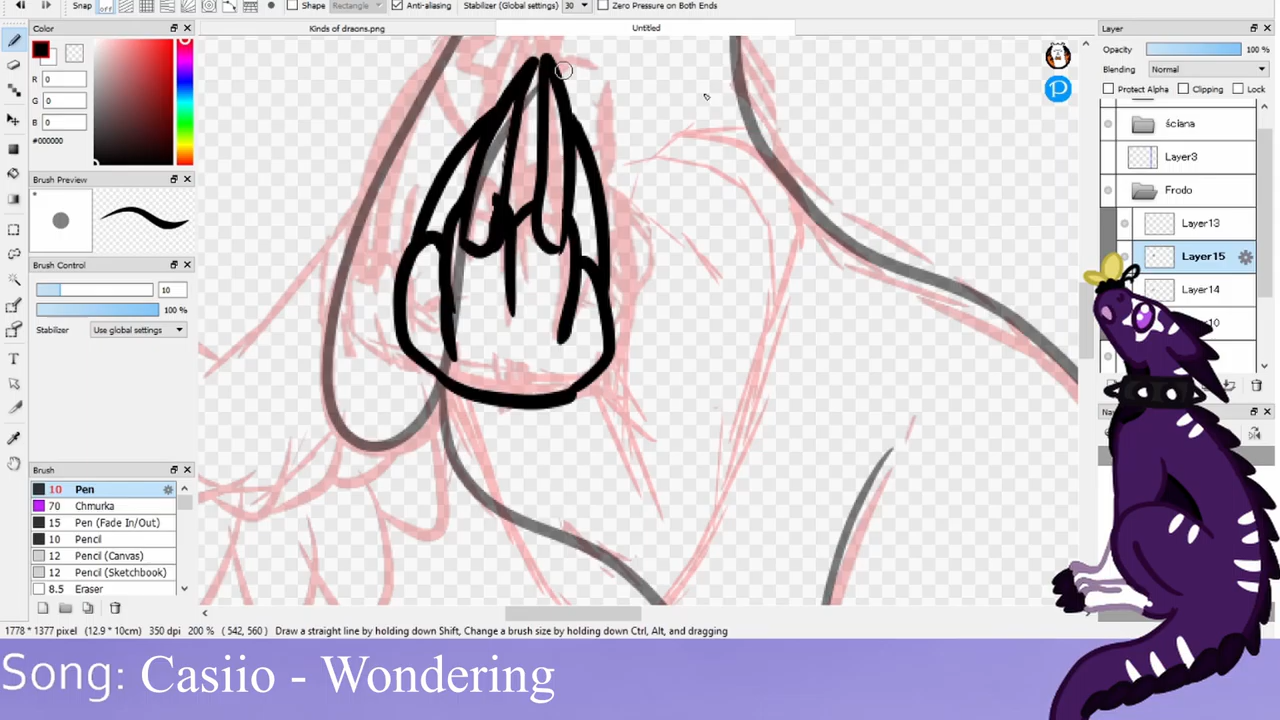 Snap off Shape Rectangle Anti-aliasing Stabilizer (Global settings) 30 Zero Pressure on Both Ends
Color
Kinds of draons.png
Untitled
Layer
R 0
G 0
B 0
#000000
Opacity 100 %
Blending Normal
Protect Alpha Clipping Lock
ściana
Layer3
Frodo
Layer13
Layer15
Layer14
Brush Preview
Brush Control
10
100 %
Stabilizer Use global settings
Brush
10 Pen
70 Chmurka
15 Pen (Fade In/Out)
10 Pencil
12 Pencil (Canvas)
12 Pencil (Sketchbook)
8.5 Eraser
1778 * 1377 pixel (12.9 * 10cm) 350 dpi 200 % ( 542, 560 ) Draw a straight line by holding down Shift, Change a brush size by holding down Ctrl, Alt, and dragging
Song: Casiio - Wondering